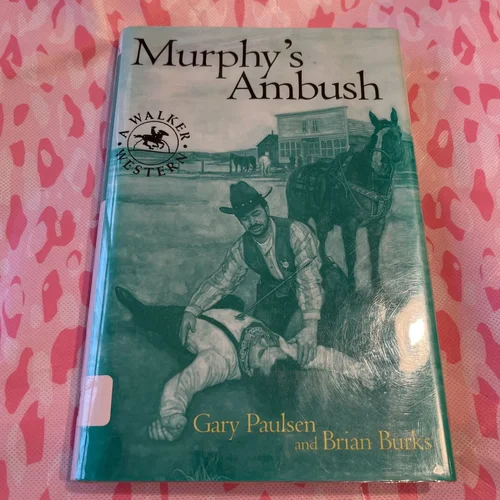 Murphy's
Ambush
• A WALKER •
WESTERN
Gary Paulsen
and Brian Burks